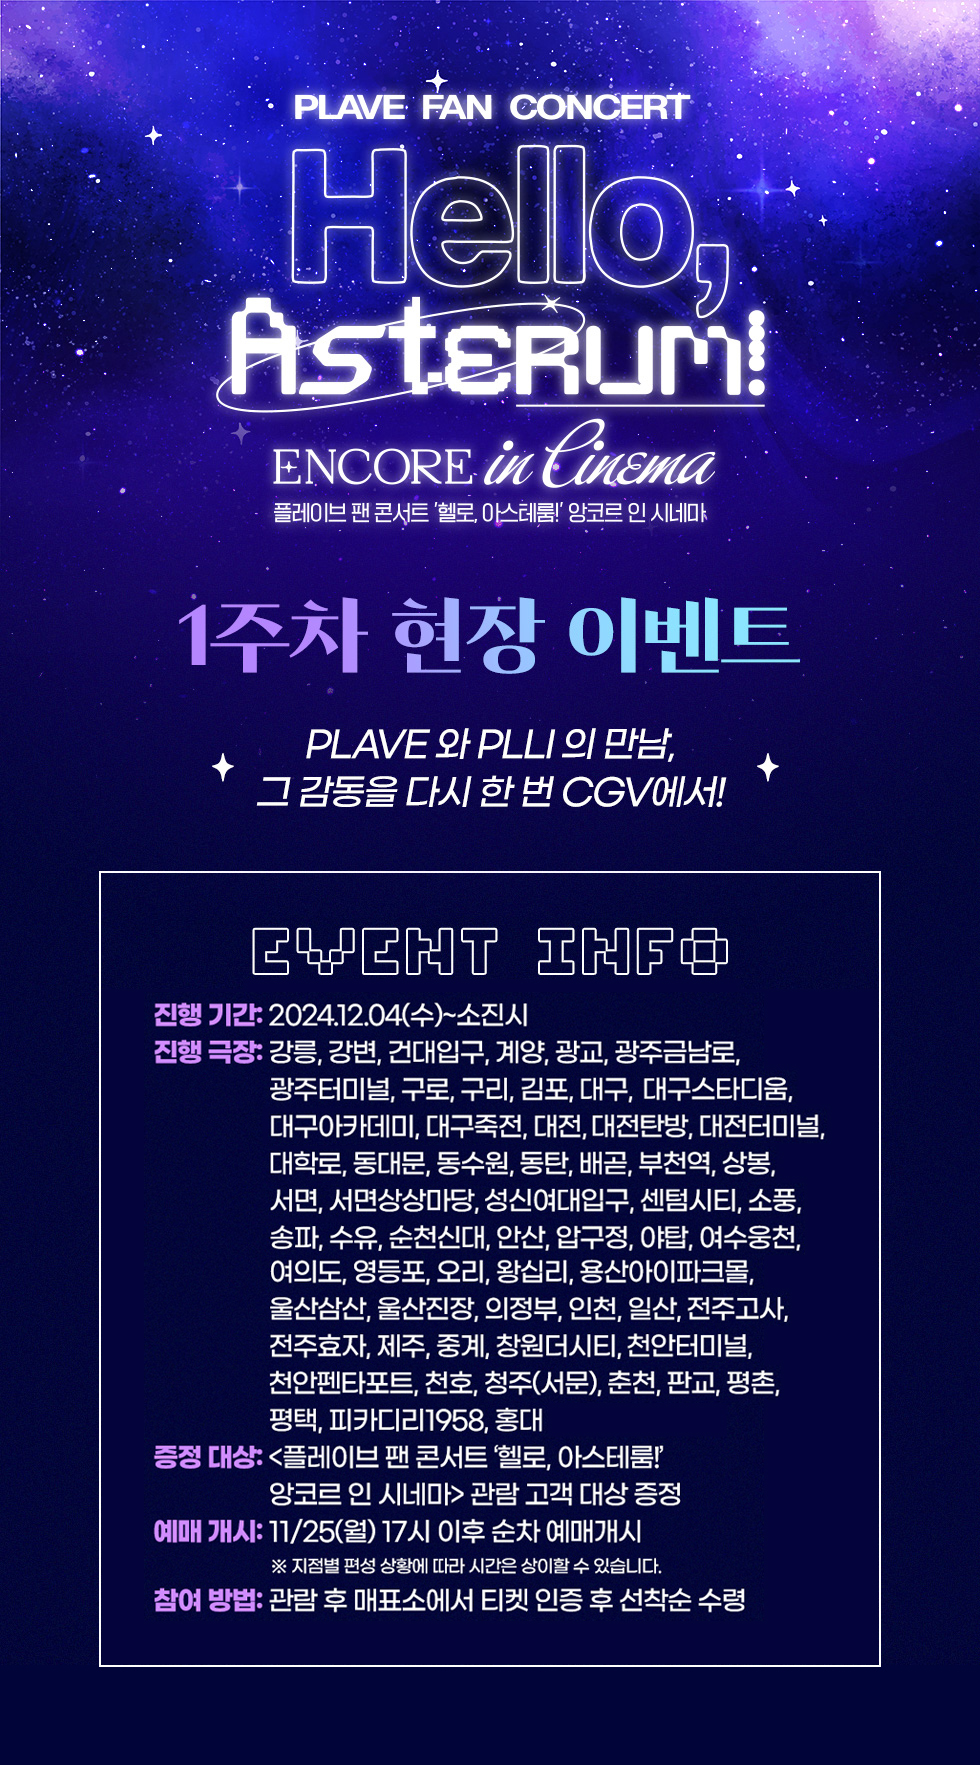 PLAVE FAN CONCERT
Hello,
Asterum!
ENCORE in Cinema
플레이브 팬 콘서트 '헬로, 아스테룸!' 앙코르 인 시네마
1주차 현장 이벤트
PLAVE 와 PLLI 의 만남,
그 감동을 다시 한 번 CGV에서!
EVENT INFO
진행 기간: 2024.12.04(수)~소진시
진행 극장: 강릉, 강변, 건대입구, 계양, 광교, 광주금남로,
광주터미널, 구로, 구리, 김포, 대구, 대구스타디움,
대구아카데미, 대구죽전, 대전, 대전탄방, 대전터미널,
대학로, 동대문, 동수원, 동탄, 배곧, 부천역, 상봉,
서면, 서면상상마당, 성신여대입구, 센텀시티, 소풍,
송파, 수유, 순천신대, 안산, 압구정, 야탑, 여수웅천,
여의도, 영등포, 오리, 왕십리, 용산아이파크몰,
울산삼산, 울산진장, 의정부, 인천, 일산, 전주고사,
전주효자, 제주, 중계, 창원더시티, 천안터미널,
천안펜타포트, 천호, 청주(서문), 춘천, 판교, 평촌,
평택, 피카디리1958, 홍대
증정 대상: <플레이브 팬 콘서트 '헬로, 아스테룸!'
앙코르 인 시네마> 관람 고객 대상 증정
예매 개시: 11/25(월) 17시 이후 순차 예매개시
※ 지점별 편성 상황에 따라 시간은 상이할 수 있습니다.
참여 방법: 관람 후 매표소에서 티켓 인증 후 선착순 수령